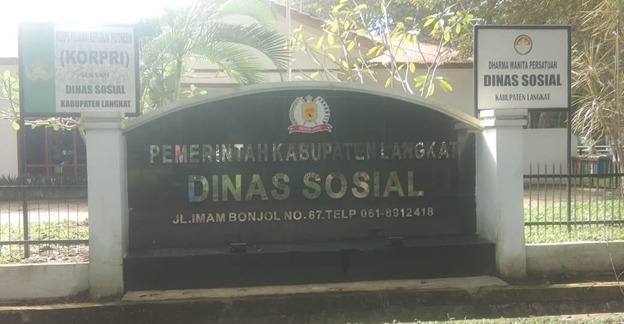 (KORPRI)
DINAS SOSIAL
KABUPATEN LANGKAT
PEMERINTAH KABUPATEN LANGKAT
DINAS SOSIAL
JL.IMAM BONJOL NO.67.TELP 061-8912418
DHARMA WANITA PERSATUAN
DINAS SOSIAL
KABUPATEN LANGKAT